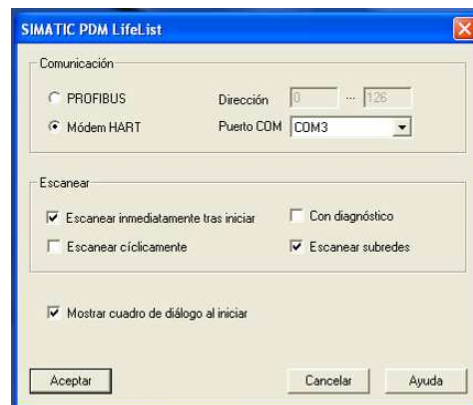 SIMATIC PDM LifeList
Comunicación
PROFIBUS Dirección 0 ... 126
Módem HART Puerto COM COM3
Escanear
Escanear inmediatamente tras iniciar Con diagnóstico
Escanear cíclicamente Escanear subredes
Mostrar cuadro de diálogo al iniciar
Aceptar Cancelar Ayuda